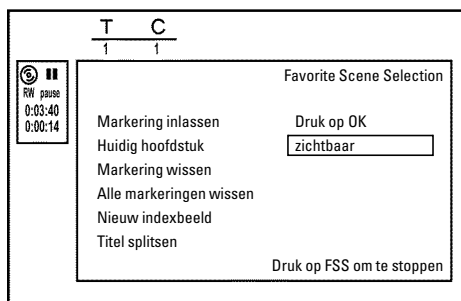 T C
1 1
RW pause
0:03:40
0:00:14
Favorite Scene Selection
Markering inlassen Druk op OK
Huidig hoofdstuk zichtbaar
Markering wissen
Alle markeringen wissen
Nieuw indexbeeld
Titel splitsen
Druk op FSS om te stoppen